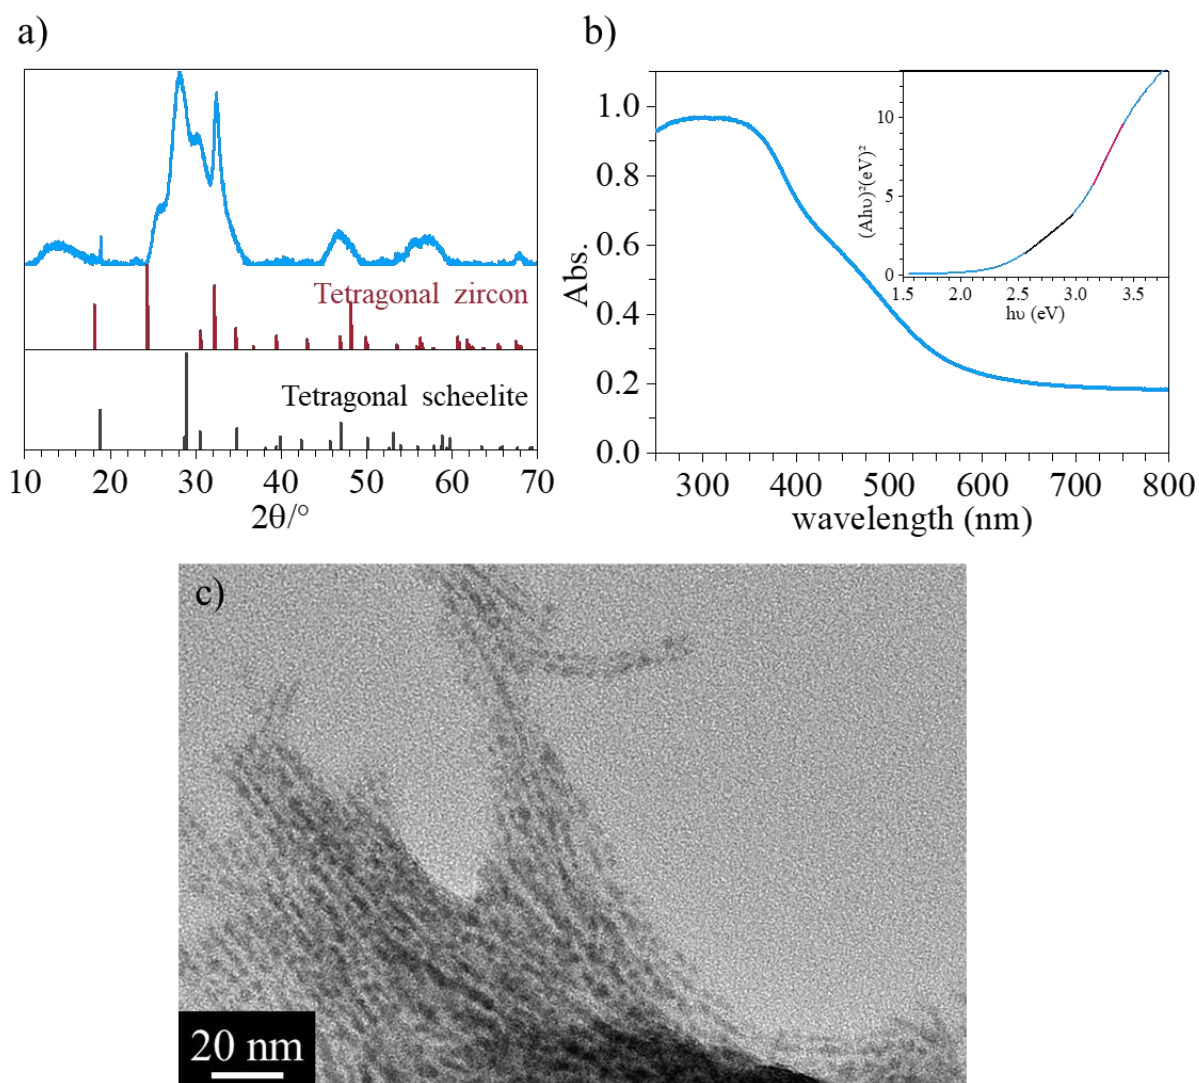 a)
Tetragonal zircon
Tetragonal scheelite
10 20 30 40 50 60 70
2θ/°
b)
1.0
0.8
0.6
0.4
0.2
0.0
Abs.
300 400 500 600 700 800
wavelength (nm)
10
5
0
(Ahυ)²(eV)²
1.5 2.0 2.5 3.0 3.5
hυ (eV)
c)
20 nm